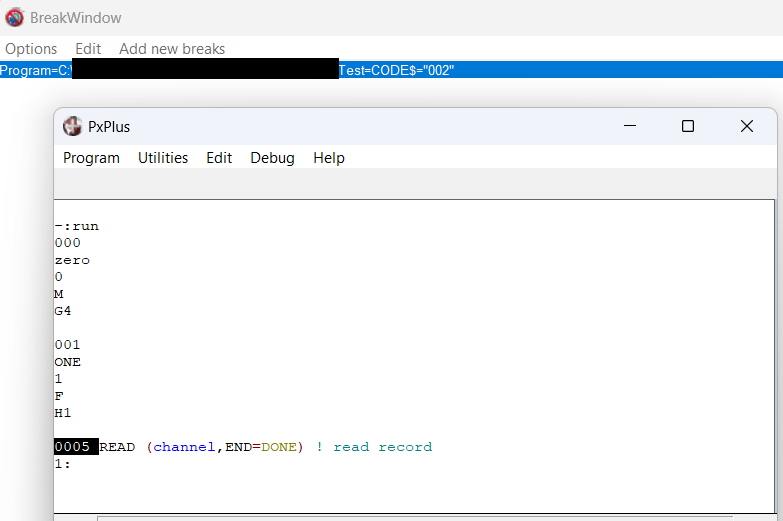 BreakWindow
Options Edit Add new breaks
Program=C:\ Test=CODE$="002"
PxPlus
Program Utilities Edit Debug Help
-:run
000
zero
0
M
G4
001
ONE
1
F
H1
0005 READ (channel,END=DONE) ! read record
1: